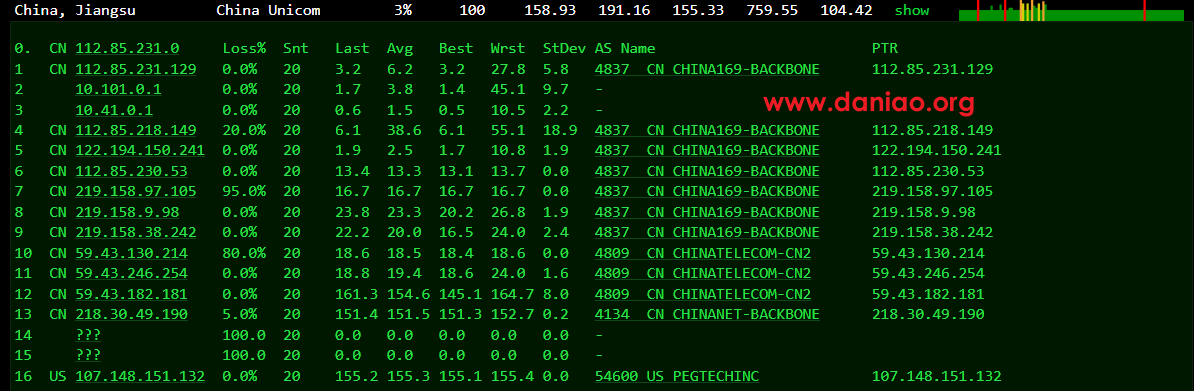 China, Jiangsu China Unicom 3% 100 158.93 191.16 155.33 759.55 104.42 show
0. CN 112.85.231.0 Loss% Snt Last Avg Best Wrst StDev AS Name PTR
1 CN 112.85.231.129 0.0% 20 3.2 6.2 3.2 27.8 5.8 4837 CN CHINA169-BACKBONE 112.85.231.129
2 10.101.0.1 0.0% 20 1.7 3.8 1.4 45.1 9.7 -
www.daniao.org
3 10.41.0.1 0.0% 20 0.6 1.5 0.5 10.5 2.2 -
4 CN 112.85.218.149 20.0% 20 6.1 38.6 6.1 55.1 18.9 4837 CN CHINA169-BACKBONE 112.85.218.149
5 CN 122.194.150.241 0.0% 20 1.9 2.5 1.7 10.8 1.9 4837 CN CHINA169-BACKBONE 122.194.150.241
6 CN 112.85.230.53 0.0% 20 13.4 13.3 13.1 13.7 0.0 4837 CN CHINA169-BACKBONE 112.85.230.53
7 CN 219.158.97.105 95.0% 20 16.7 16.7 16.7 16.7 0.0 4837 CN CHINA169-BACKBONE 219.158.97.105
8 CN 219.158.9.98 0.0% 20 23.8 23.3 20.2 26.8 1.9 4837 CN CHINA169-BACKBONE 219.158.9.98
9 CN 219.158.38.242 0.0% 20 22.2 20.0 16.5 24.0 2.4 4837 CN CHINA169-BACKBONE 219.158.38.242
10 CN 59.43.130.214 80.0% 20 18.6 18.5 18.4 18.6 0.0 4809 CN CHINATELECOM-CN2 59.43.130.214
11 CN 59.43.246.254 0.0% 20 18.8 19.4 18.6 24.0 1.6 4809 CN CHINATELECOM-CN2 59.43.246.254
12 CN 59.43.182.181 0.0% 20 161.3 154.6 145.1 164.7 8.0 4809 CN CHINATELECOM-CN2 59.43.182.181
13 CN 218.30.49.190 5.0% 20 151.4 151.5 151.3 152.7 0.2 4134 CN CHINANET-BACKBONE 218.30.49.190
14 ??? 100.0 20 0.0 0.0 0.0 0.0 0.0 -
15 ??? 100.0 20 0.0 0.0 0.0 0.0 0.0 -
16 US 107.148.151.132 0.0% 20 155.2 155.3 155.1 155.4 0.0 54600 US PEGTECHINC 107.148.151.132